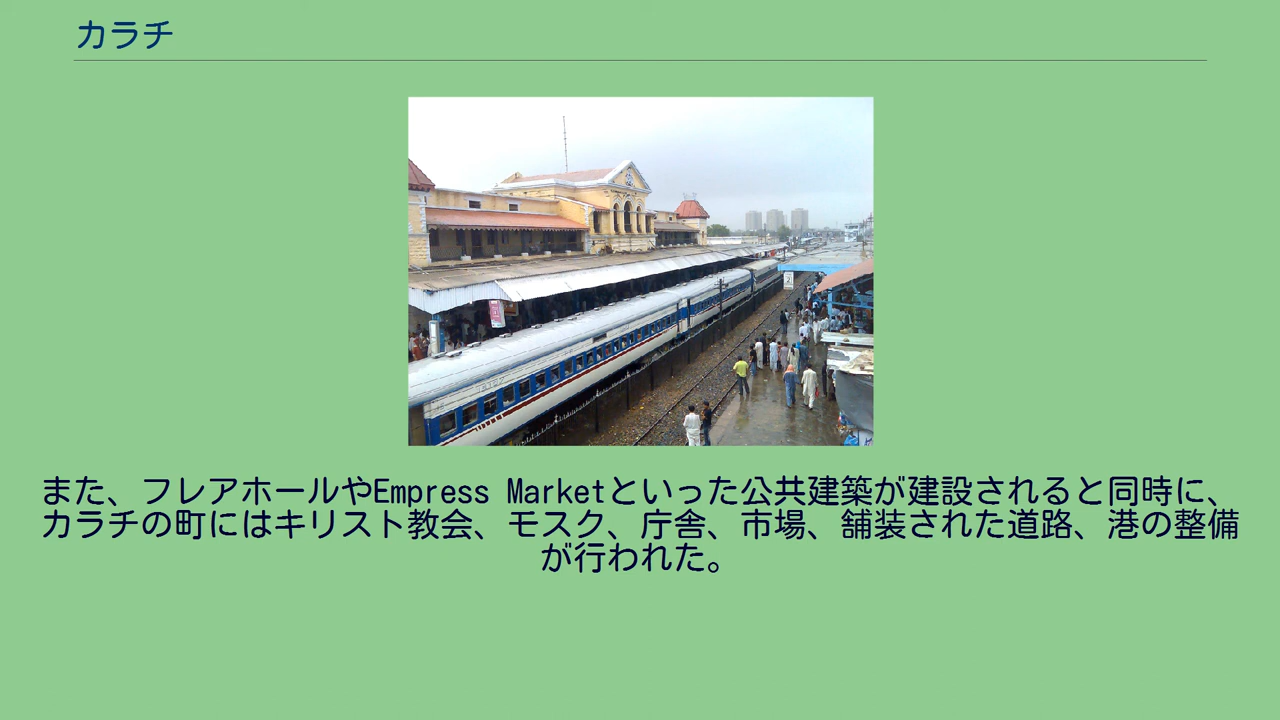 カラチ
また、フレアホールやEmpress Marketといった公共建築が建設されると同時に、
カラチの町にはキリスト教会、モスク、庁舎、市場、舗装された道路、港の整備
が行われた。